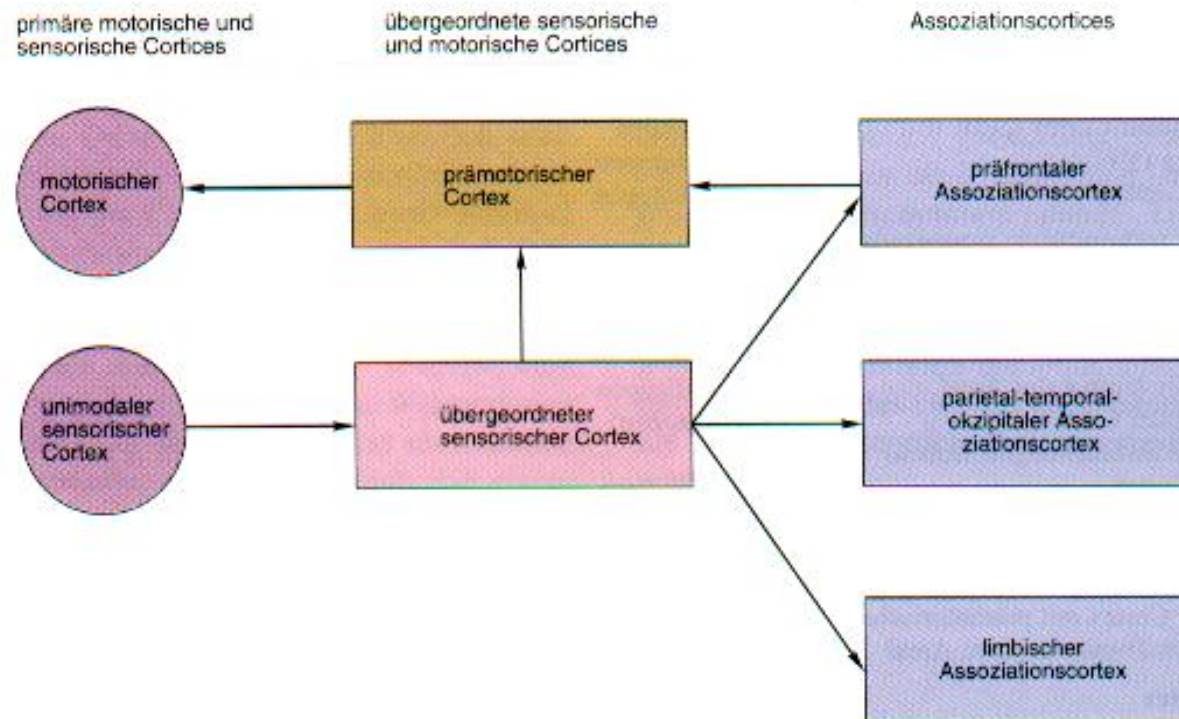 primäre motorische und
sensorische Cortices
übergeordnete sensorische
und motorische Cortices
Assoziationscortices
motorischer
Cortex
prämotorischer
Cortex
präfrontaler
Assoziationscortex
unimodaler
sensorischer
Cortex
übergeordneter
sensorischer Cortex
parietal-temporal-
okzipitaler Asso-
ziationscortex
limbischer
Assoziationscortex